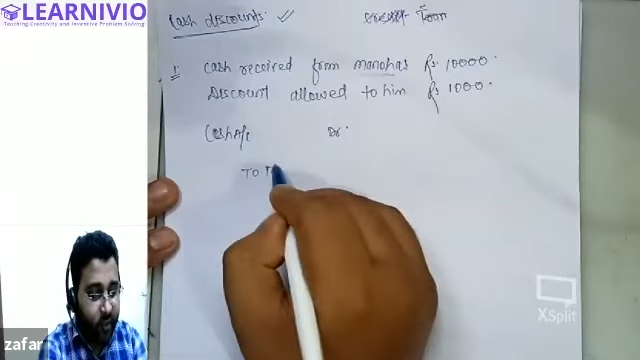 LEARNIVIO
Teaching Creativity and Inventive Problem Solving
Cash discounts.
1. Cash received from manohar Rs. 10000.
Discount allowed to him Rs 1000.
Cash A/c Dr.
TO
zafar
XSplit